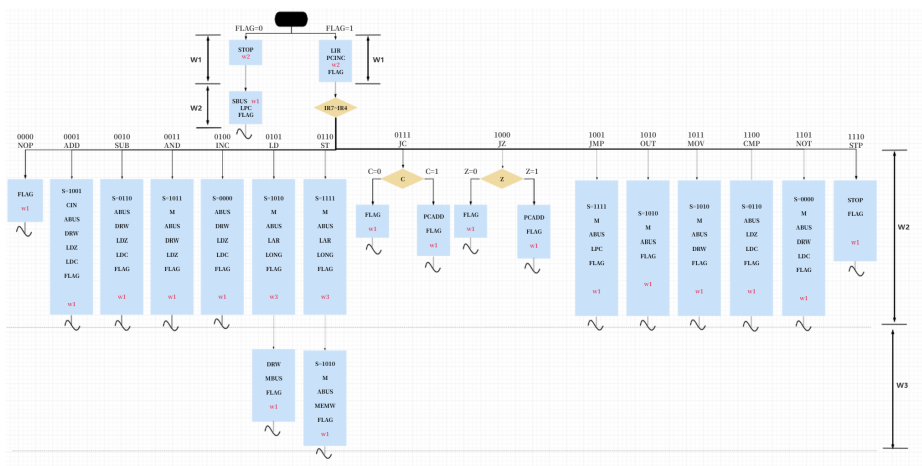 FLAG=0 FLAG=1
W1
STOP
w2
LIR
PCINC
w2
FLAG
W1
W2
SBUS w1
LPC
FLAG
IR7-IR4
0000
NOP
0001
ADD
0010
SUB
0011
AND
0100
INC
0101
LD
0110
ST
0111
JC
1000
JZ
1001
JMP
1010
OUT
1011
MOV
1100
CMP
1101
NOT
1110
STP
FLAG
w1
S=1001
CIN
ABUS
DRW
LDZ
LDC
FLAG
w1
S=0110
ABUS
DRW
LDZ
LDC
FLAG
w1
S=1011
M
ABUS
DRW
LDZ
FLAG
w1
S=0000
ABUS
DRW
LDZ
LDC
FLAG
w1
S=1010
M
ABUS
LAR
LONG
FLAG
w3
S=1111
M
ABUS
LAR
LONG
FLAG
w3
C=0 C C=1
FLAG
w1
PCADD
FLAG
w1
Z=0 Z Z=1
FLAG
w1
PCADD
FLAG
w1
S=1111
M
ABUS
LPC
FLAG
w1
S=1010
M
ABUS
FLAG
w1
S=1010
M
ABUS
DRW
FLAG
w1
S=0110
ABUS
LDZ
LDC
FLAG
w1
S=0000
M
ABUS
DRW
LDC
FLAG
w1
STOP
FLAG
w1
W2
DRW
MBUS
FLAG
w1
S=1010
M
ABUS
MEMW
FLAG
w1
W3